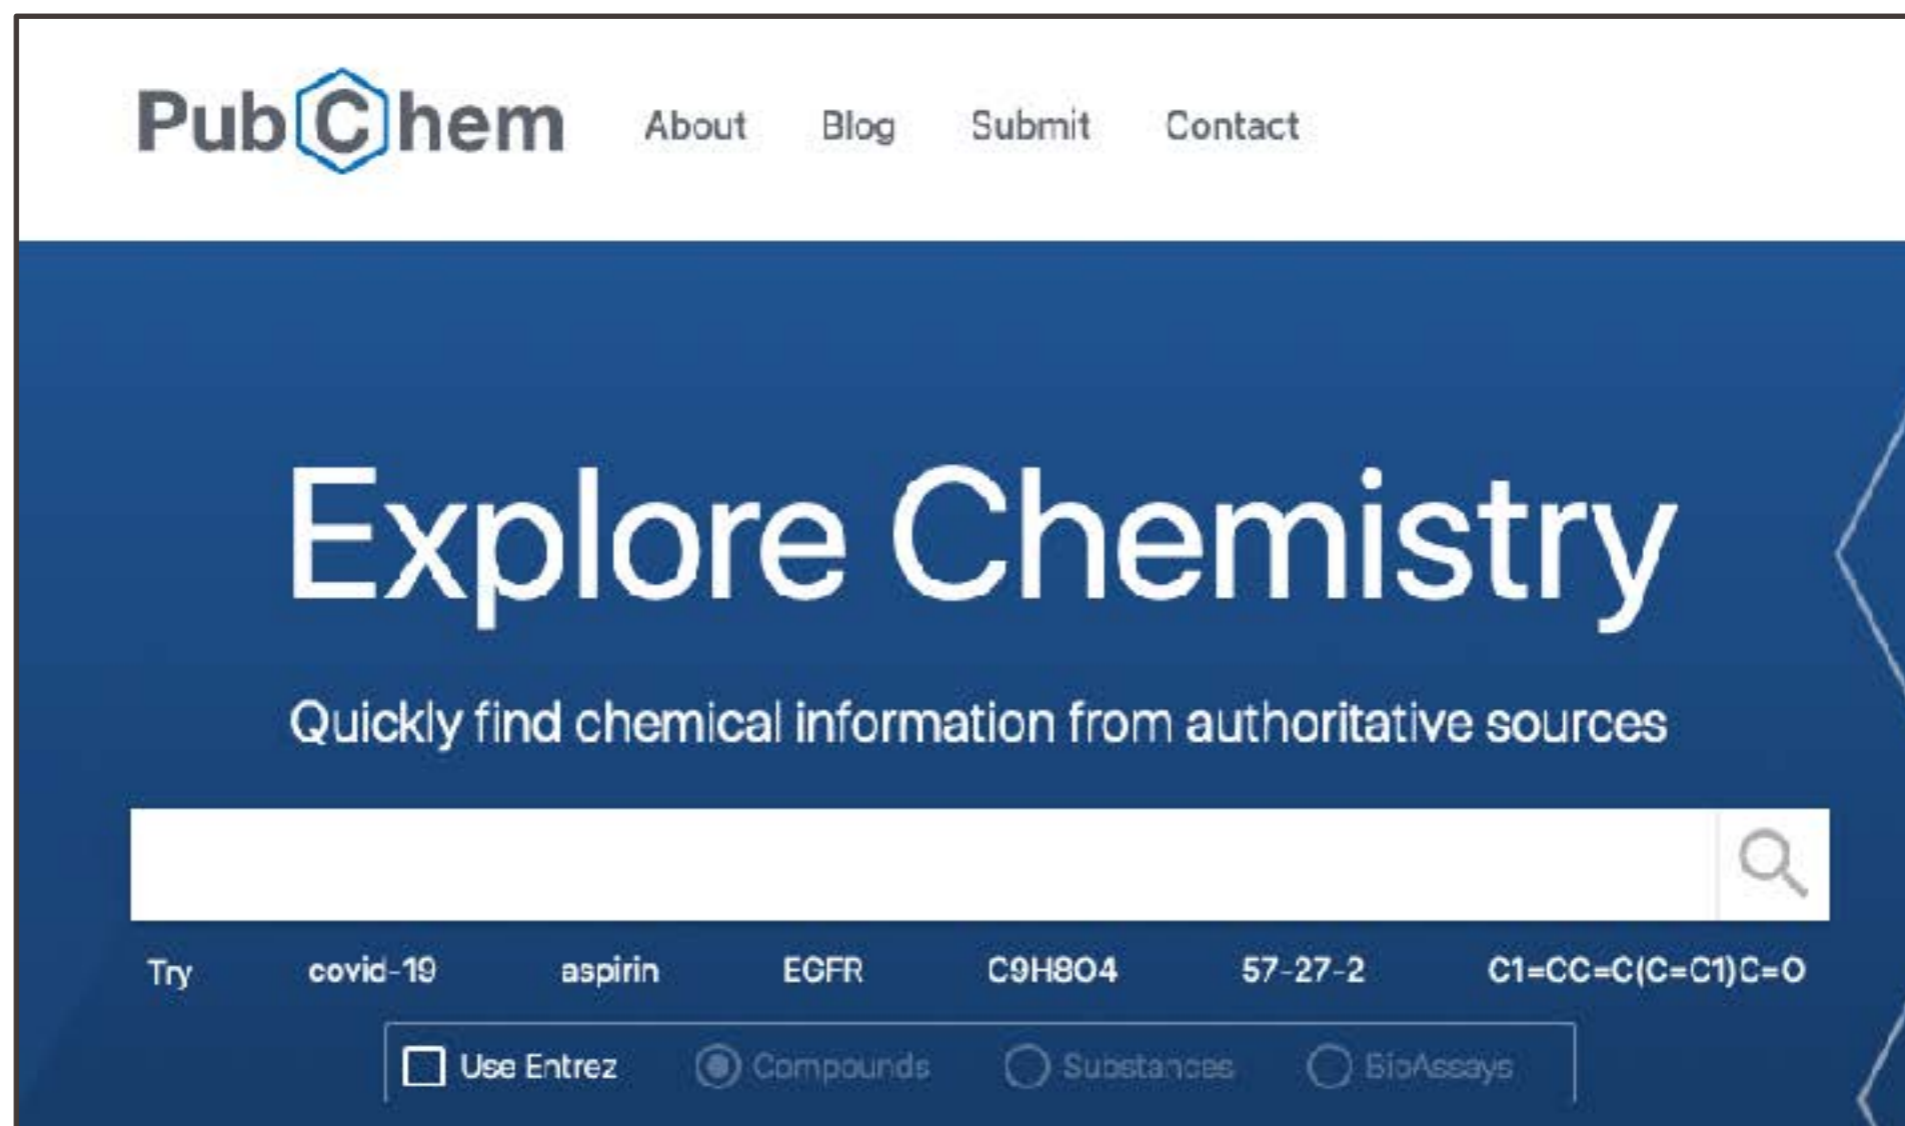 PubChem About Blog Submit Contact
Explore Chemistry
Quickly find chemical information from authoritative sources
Try covid-19 aspirin EGFR C9H8O4 57-27-2 C1=CC=C(C=C1)C=O
Use Entrez Compounds Substances BioAssays